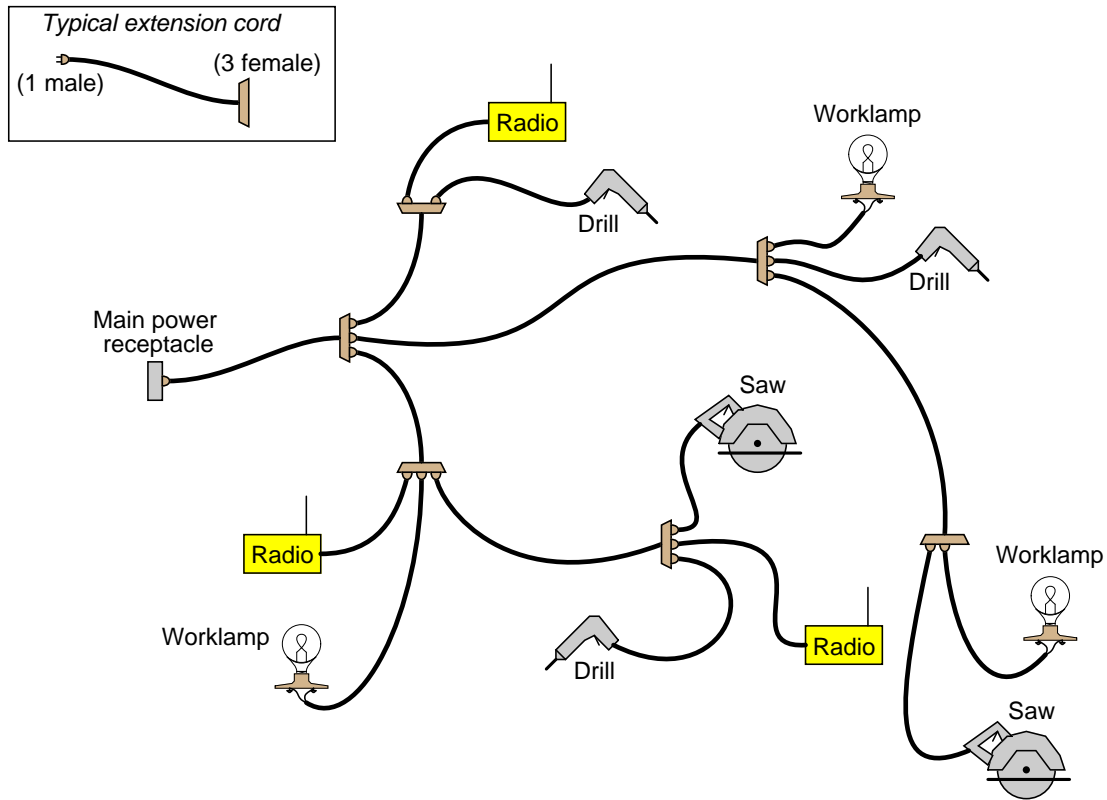 Typical extension cord
(3 female)
(1 male)
Radio
Worklamp
Drill
Drill
Main power
receptacle
Saw
Radio
Worklamp
Worklamp
Radio
Drill
Saw